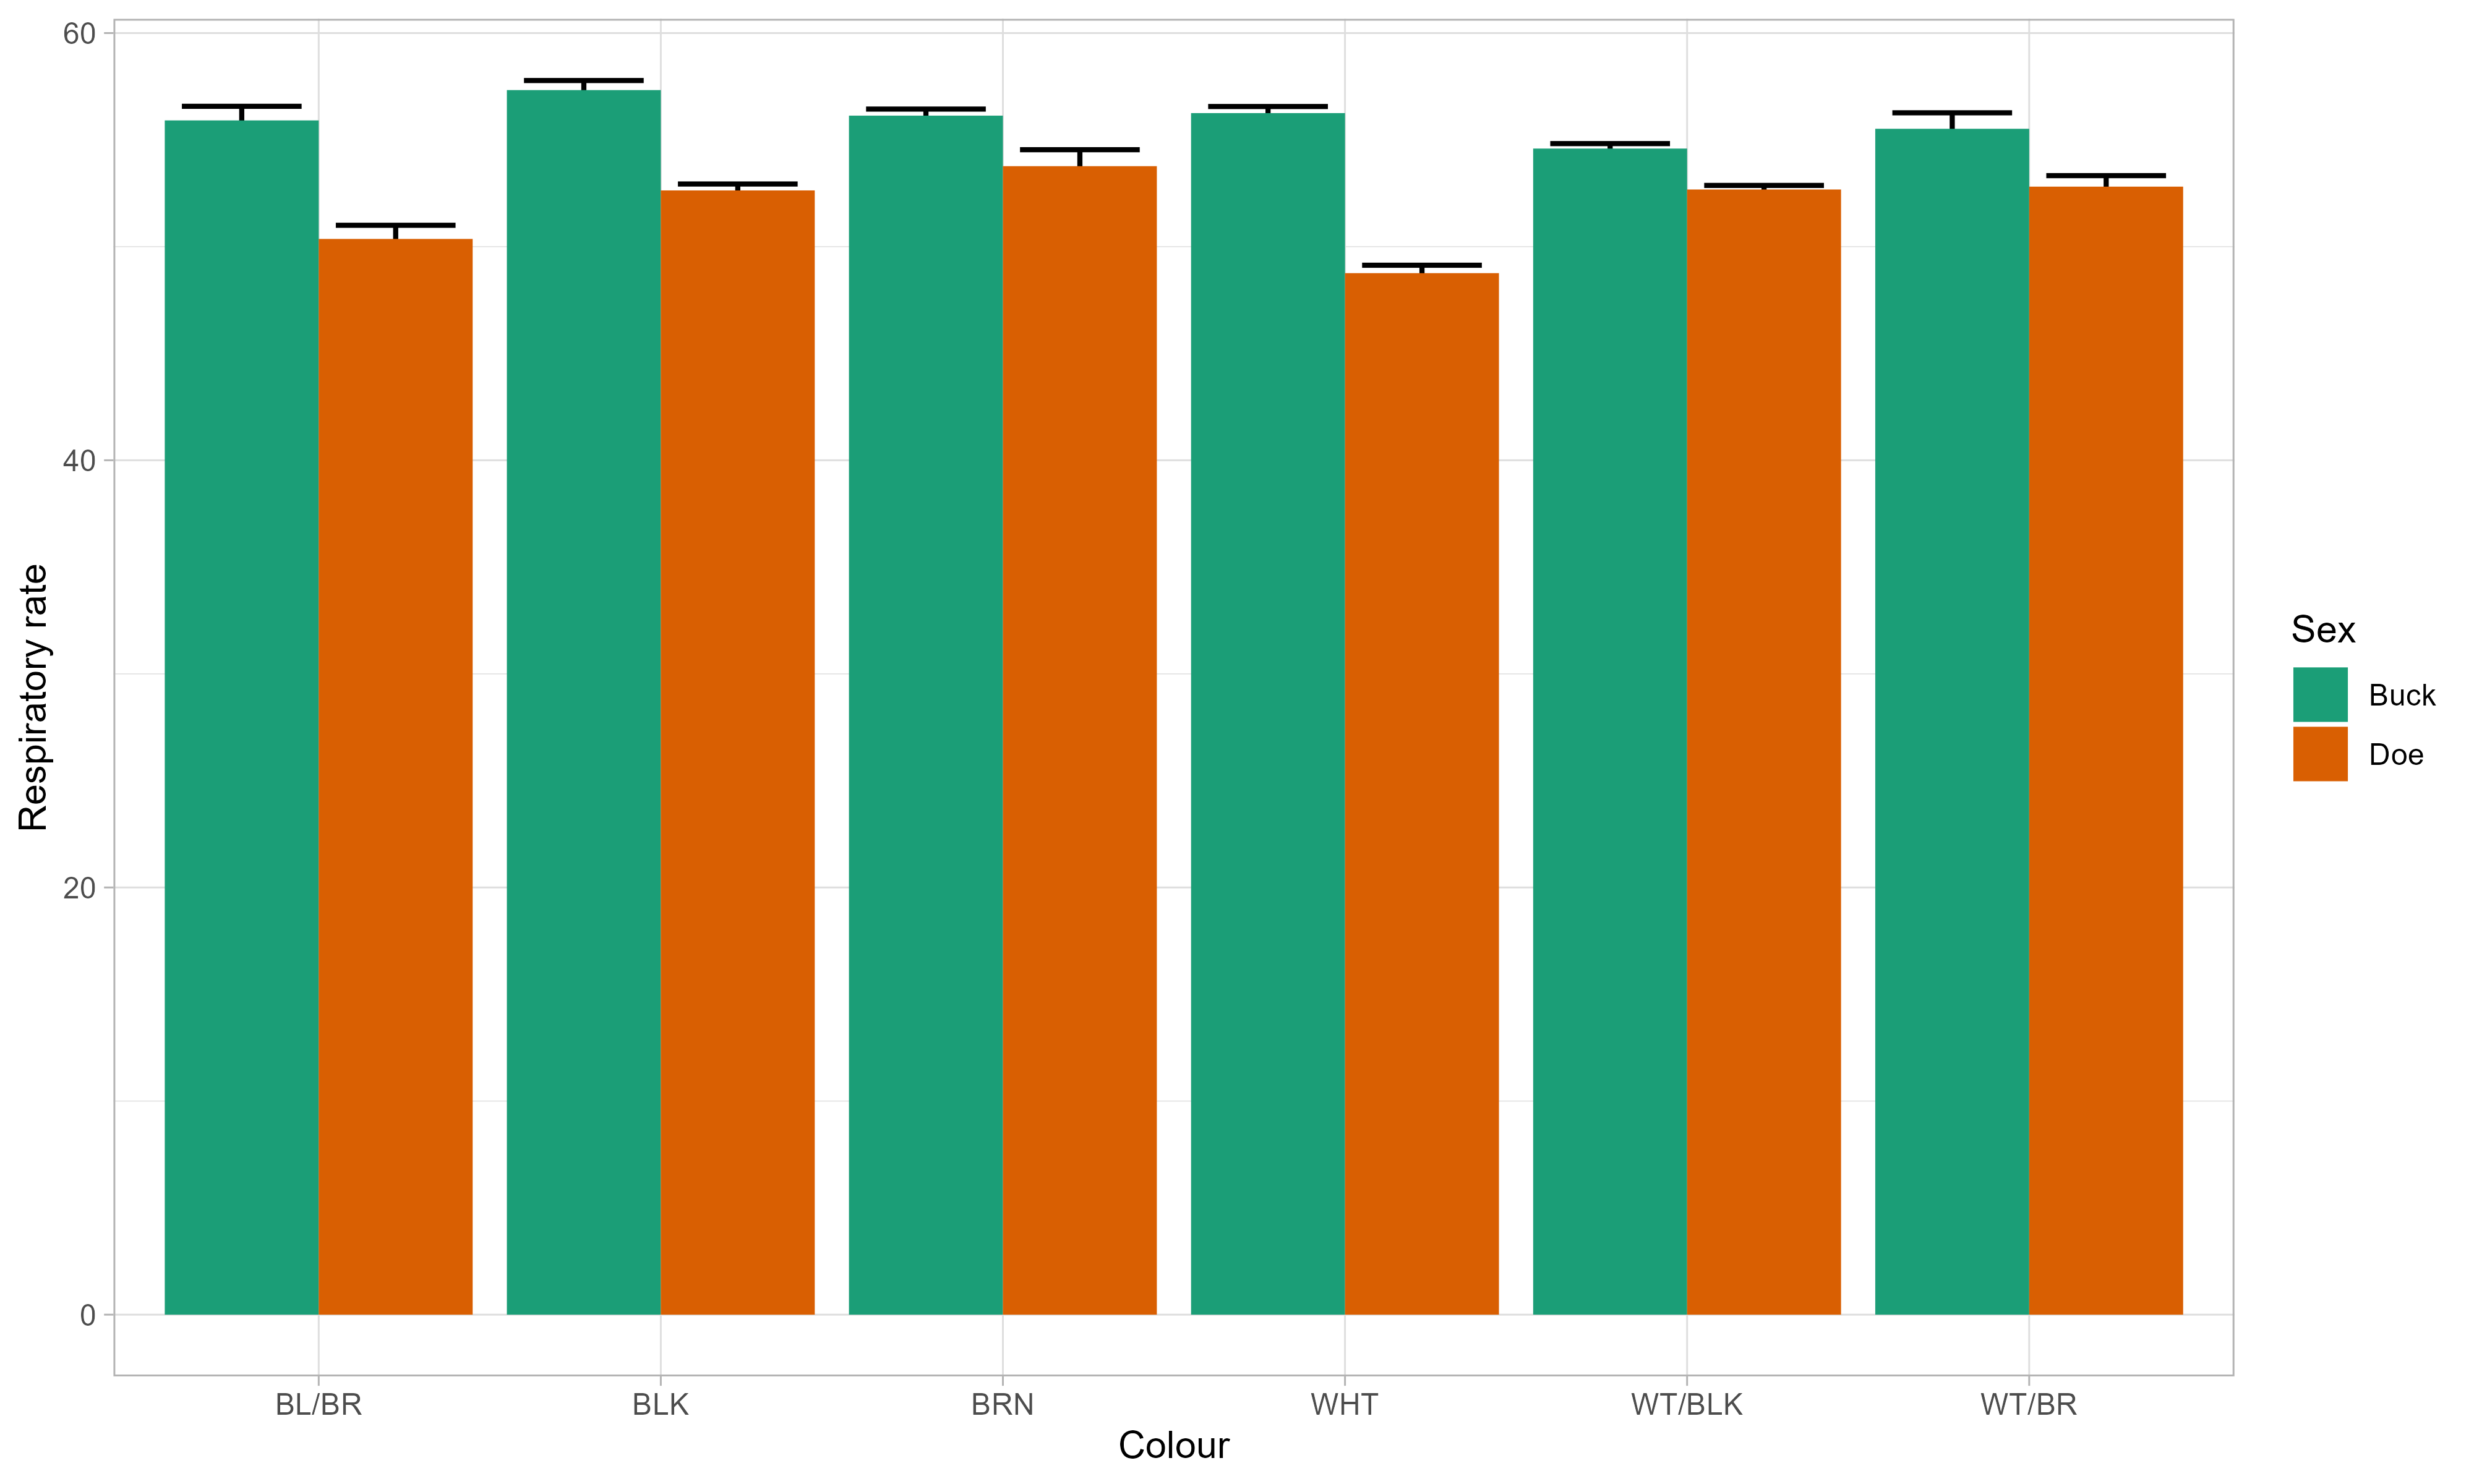 60
40
20
0
Respiratory rate
BL/BR
BLK
BRN
WHT
WT/BLK
WT/BR
Colour
Sex
Buck
Doe